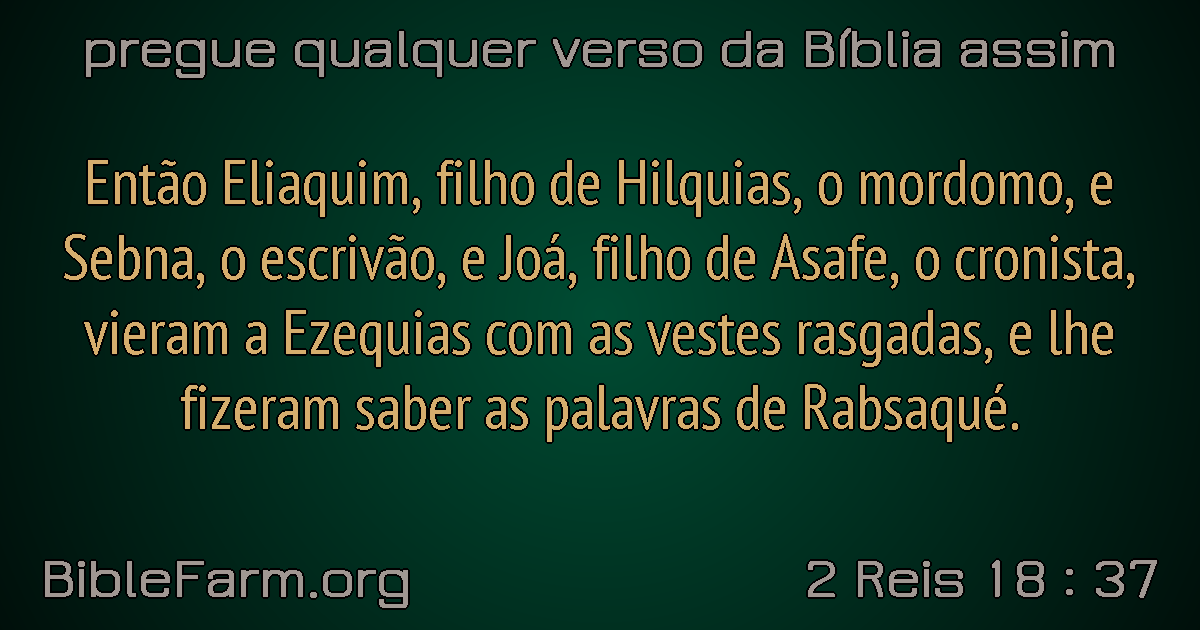 pregue qualquer verso da Bíblia assim
Então Eliaquim, filho de Hilquias, o mordomo, e
Sebna, o escrivão, e Joá, filho de Asafe, o cronista,
vieram a Ezequias com as vestes rasgadas, e lhe
fizeram saber as palavras de Rabsaqué.
BibleFarm.org
2 Reis 18 : 37